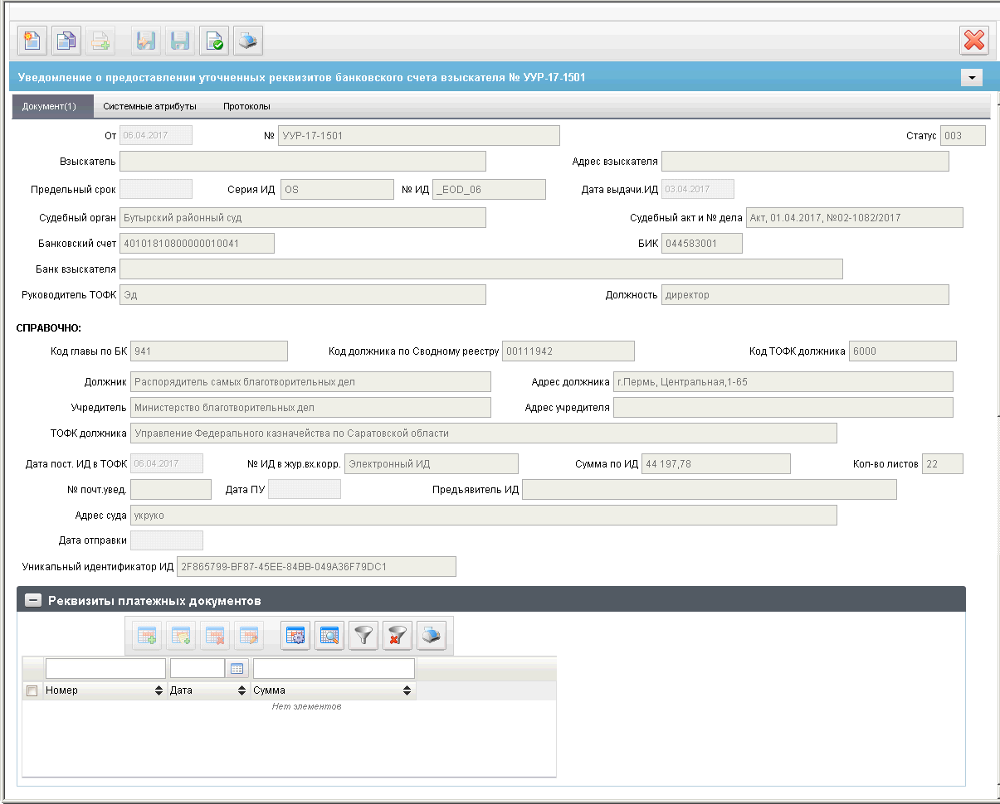 Уведомление о предоставлении уточненных реквизитов банковского счета взыскателя № УУР-17-1501
Документ(1) Системные атрибуты Протоколы
От 06.04.2017 № УУР-17-1501 Статус 003
Взыскатель Адрес взыскателя
Предельный срок Серия ИД OS № ИД _EOD_06 Дата выдачи.ИД 03.04.2017
Судебный орган Бутырский районный суд Судебный акт и № дела Акт, 01.04.2017, №02-1082/2017
Банковский счет 40101810800000010041 БИК 044583001
Банк взыскателя
Руководитель ТОФК Эд Должность директор
СПРАВОЧНО:
Код главы по БК 941 Код должника по Сводному реестру 00111942 Код ТОФК должника 6000
Должник Распорядитель самых благотворительных дел Адрес должника г.Пермь, Центральная,1-65
Учредитель Министерство благотворительных дел Адрес учредителя
ТОФК должника Управление Федерального казначейства по Саратовской области
Дата пост. ИД в ТОФК 06.04.2017 № ИД в жур.вх.корр. Электронный ИД Сумма по ИД 44 197,78 Кол-во листов 22
№ почт.увед. Дата ПУ Предъявитель ИД
Адрес суда укруко
Дата отправки
Уникальный идентификатор ИД 2F865799-BF87-45EE-84BB-049A36F79DC1
Реквизиты платежных документов
Номер Дата Сумма
Нет элементов